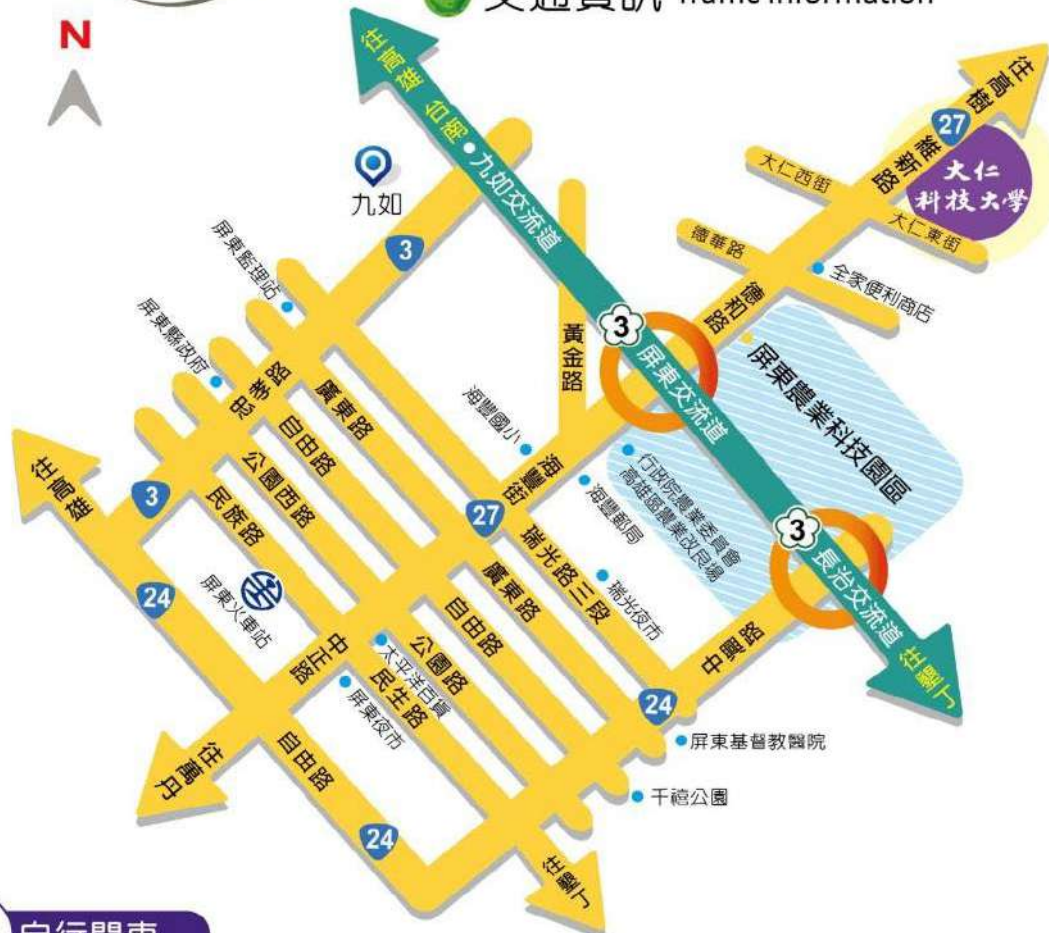 交通資訊 Traffic Information
N
往高雄 台南
九如交流道
往高樹
27
維新路
大仁
科技大學
大仁西街
大仁東街
九如
3
德華路
全家便利商店
屏東監理站
德和路
屏東縣政府
黃金路
3
屏東交流道
屏東農業科技園區
忠孝路
廣東路
海豐國小
海豐街
自由路
行政院農業委員會
高雄區農業改良場
往高雄
公園西路
海豐郵局
3
民族路
27
瑞光路三段
3
長治交流道
往墾丁
24
屏東火車站
廣東路
瑞光夜市
自由路
中興路
中正路
公園路
太平洋百貨
民生路
屏東夜市
24
屏東基督教醫院
往萬丹
自由路
千禧公園
24
往墾丁
自行開車